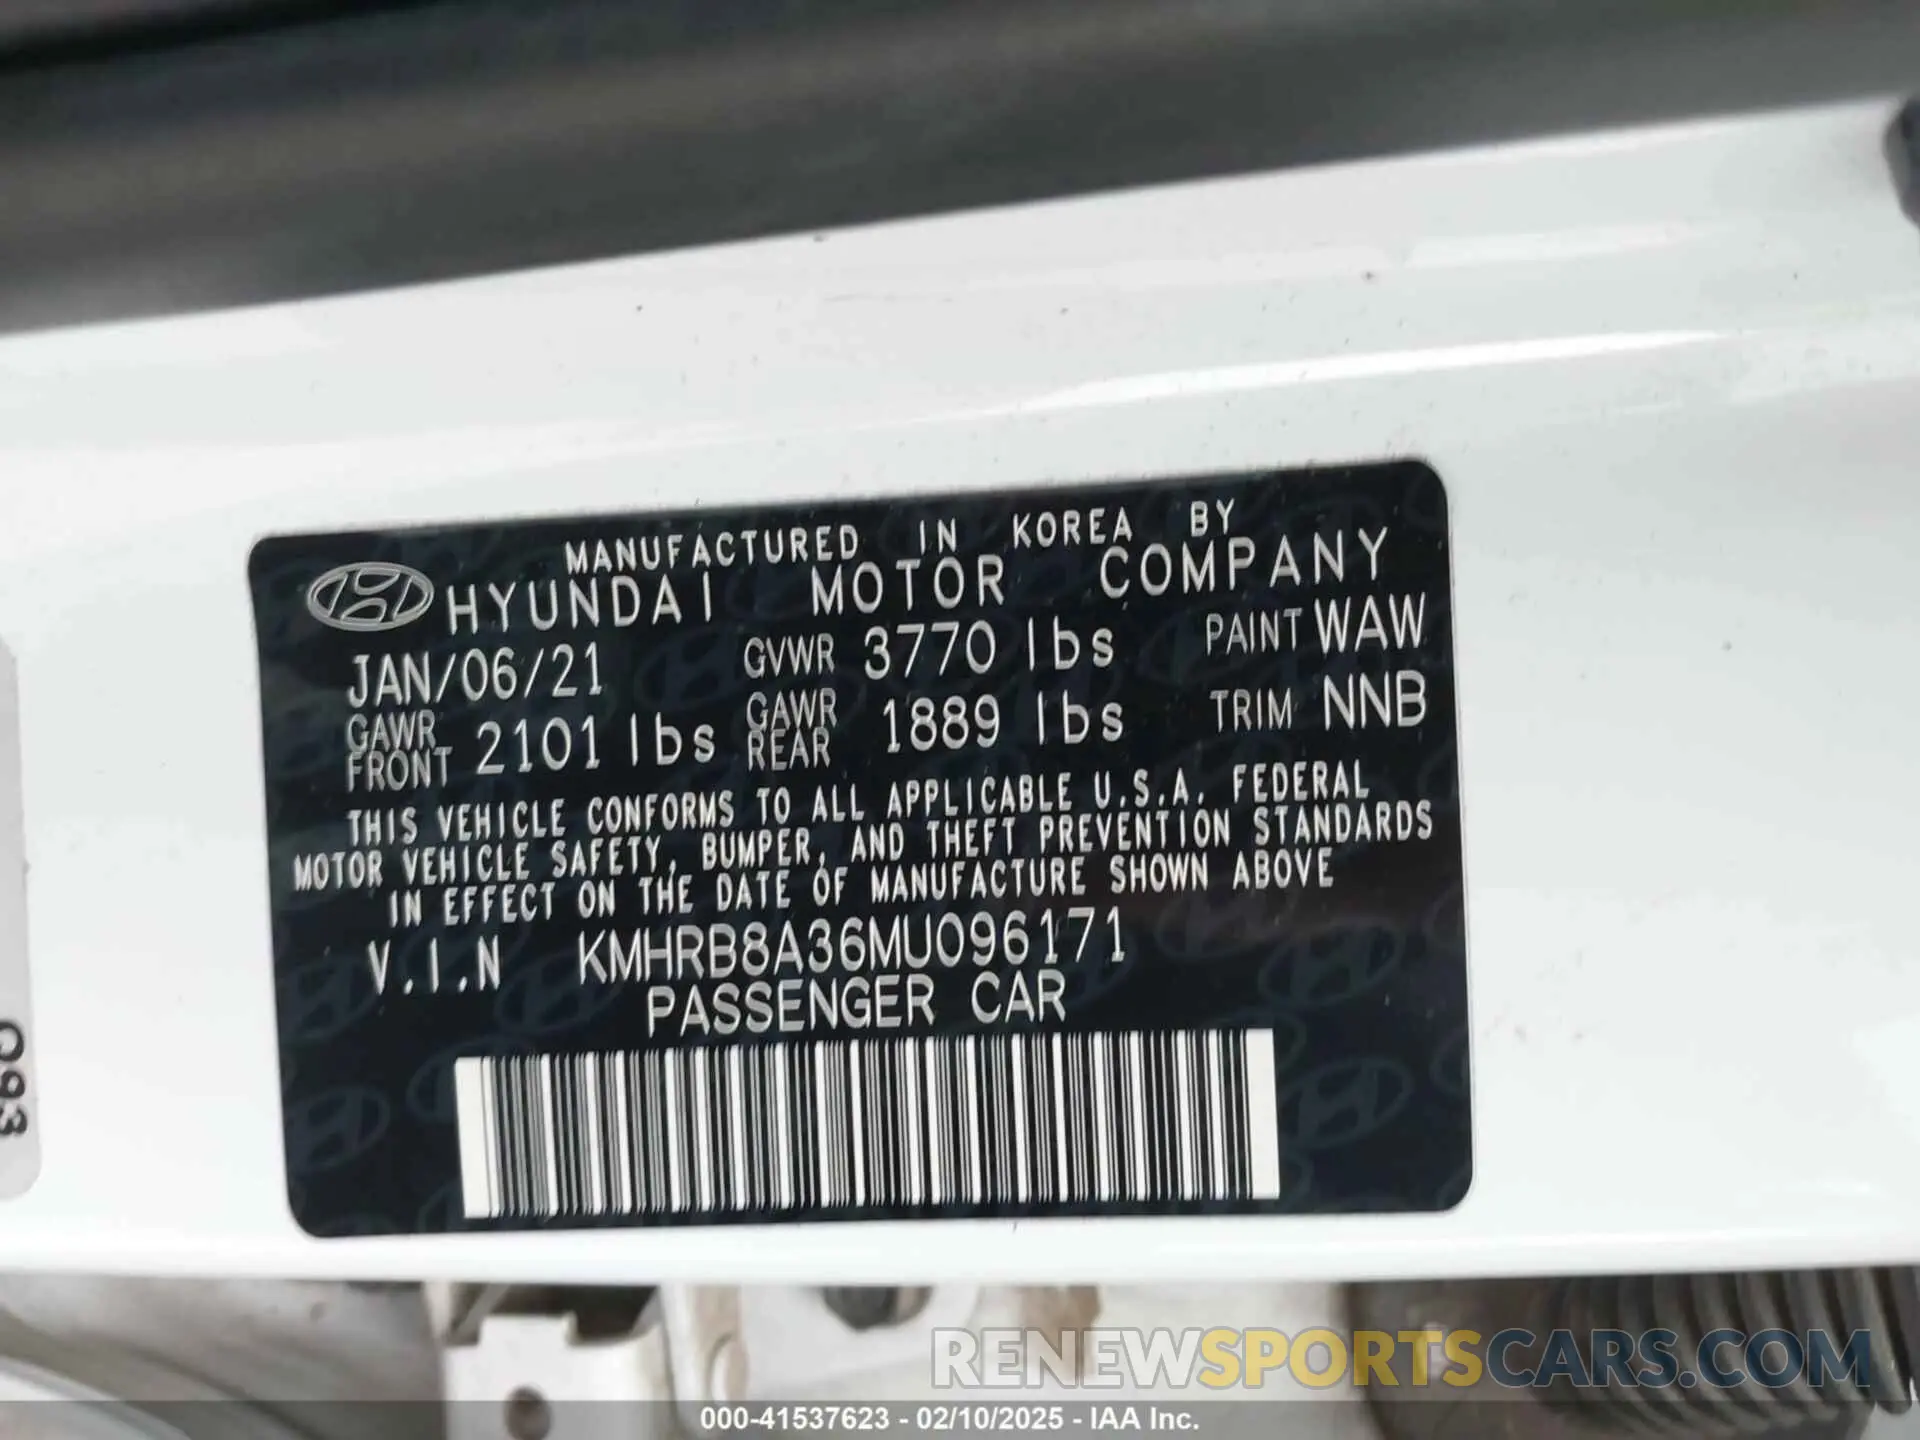 MANUFACTURED IN KOREA BY
HYUNDAI MOTOR COMPANY
JAN/06/21 GVWR 3770 lbs PAINT WAW
GAWR FRONT 2101 lbs GAWR REAR 1889 lbs TRIM NNB
THIS VEHICLE CONFORMS TO ALL APPLICABLE U.S.A. FEDERAL
MOTOR VEHICLE SAFETY, BUMPER, AND THEFT PREVENTION STANDARDS
IN EFFECT ON THE DATE OF MANUFACTURE SHOWN ABOVE
V.I.N KMHRB8A36MU096171
PASSENGER CAR
RENEWSPORTSCARS.COM
000-41537623 - 02/10/2025 - IAA Inc.